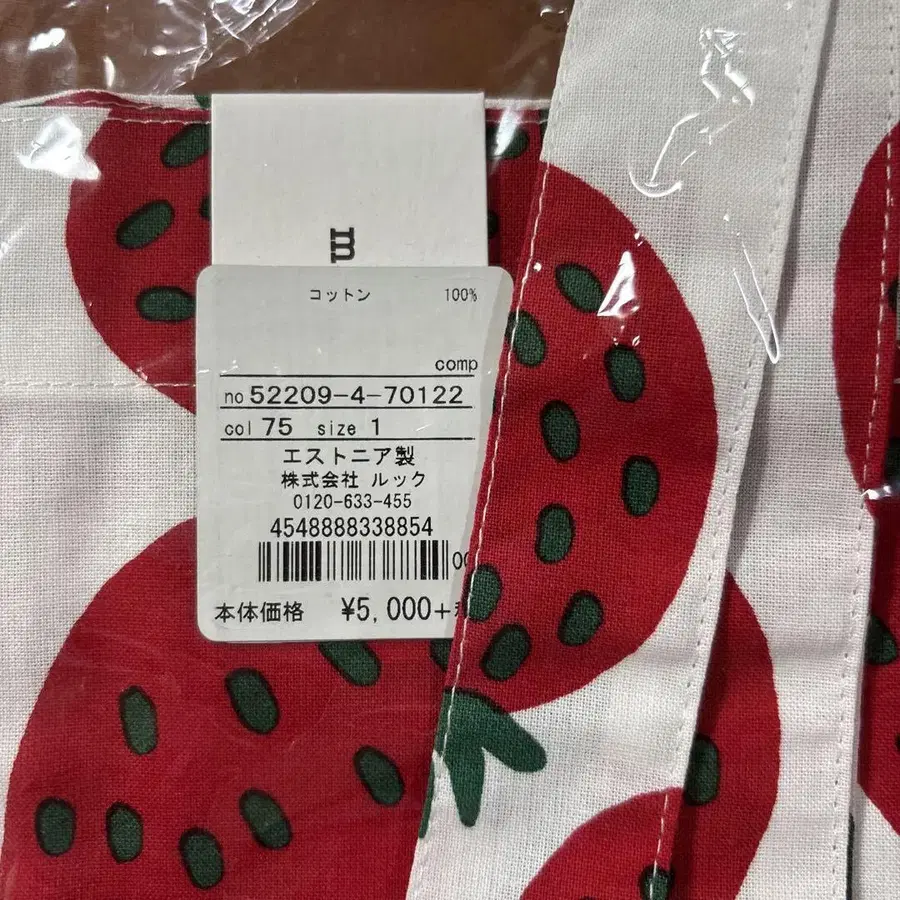 m
コットン 100%
comp
no 52209-4-70122
col 75 size 1
エストニア製
株式会社 ルック
0120-633-455
4548888338854
00
本体価格 ¥5,000+